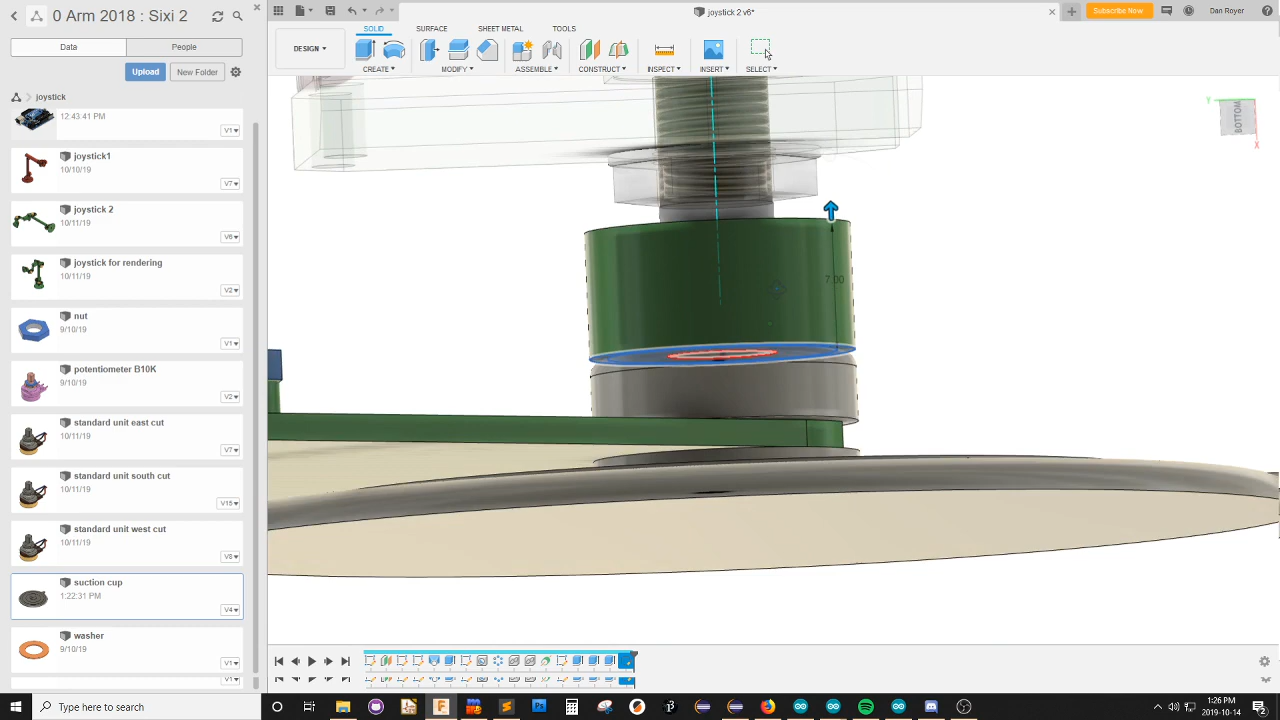 0 Arm 2018 : Sixi 2
joystick 2 v6*
Subscribe Now
Dan Royer
Data
People
DESIGN
SOLID
SURFACE
SHEET METAL
TOOLS
CREATE
MODIFY
ASSEMBLE
CONSTRUCT
INSPECT
INSERT
SELECT
Upload
New Folder
joystick
12:43:41 PM
V1
joystick1
10/10/19
V7
joystick 2
10/11/19
V6
joystick for rendering
10/11/19
V2
nut
9/10/19
V1
potentiometer B10K
9/10/19
V2
standard unit east cut
10/11/19
V7
standard unit south cut
10/11/19
V15
standard unit west cut
10/11/19
V8
suction cup
1:22:31 PM
V4
washer
9/10/19
V1
V1
7.00
Y
BOTTOM
X
Type here to search
Ps
1:26 PM
2019-10-14